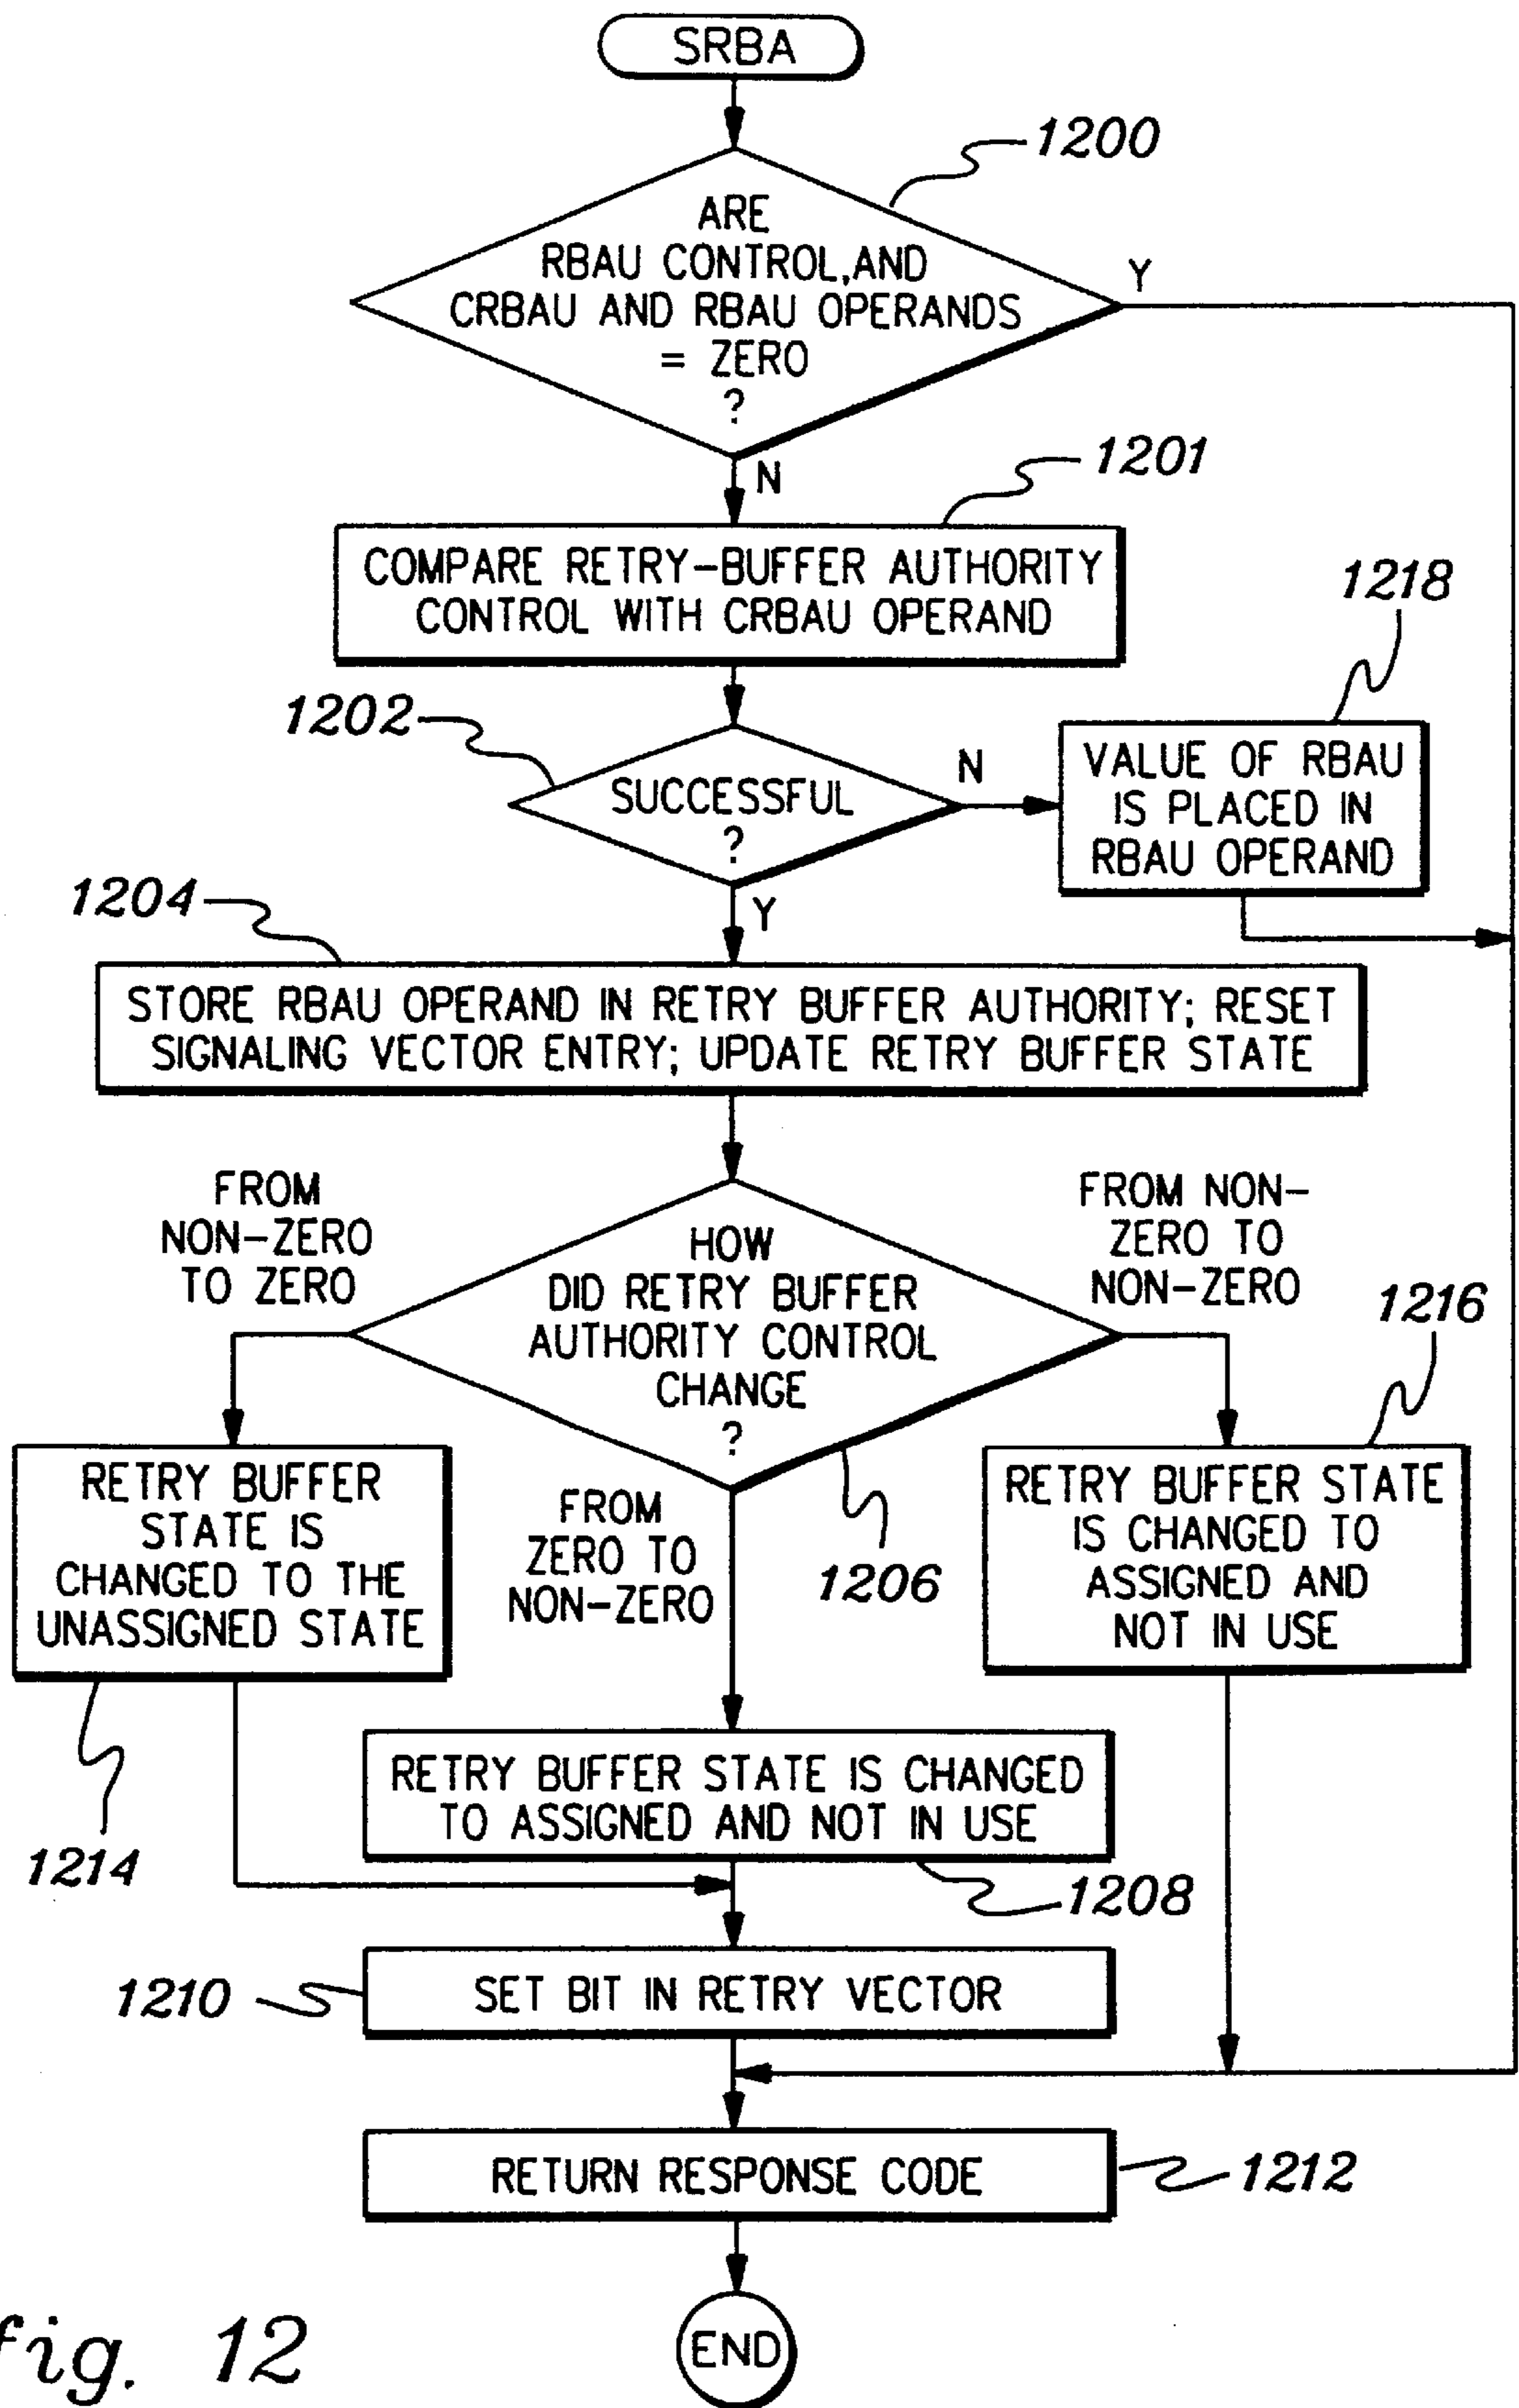 SRBA
1200
ARE
RBAU CONTROL,AND
CRBAU AND RBAU OPERANDS
= ZERO
?
Y
N
1201
COMPARE RETRY-BUFFER AUTHORITY
CONTROL WITH CRBAU OPERAND
1218
1202
SUCCESSFUL
?
N
VALUE OF RBAU
IS PLACED IN
RBAU OPERAND
Y
1204
STORE RBAU OPERAND IN RETRY BUFFER AUTHORITY; RESET
SIGNALING VECTOR ENTRY; UPDATE RETRY BUFFER STATE
FROM
NON-ZERO
TO ZERO
HOW
DID RETRY BUFFER
AUTHORITY CONTROL
CHANGE
?
FROM NON-
ZERO TO
NON-ZERO
1216
RETRY BUFFER
STATE IS
CHANGED TO THE
UNASSIGNED STATE
FROM
ZERO TO
NON-ZERO
1206
RETRY BUFFER STATE
IS CHANGED TO
ASSIGNED AND
NOT IN USE
RETRY BUFFER STATE IS CHANGED
TO ASSIGNED AND NOT IN USE
1214
1208
1210
SET BIT IN RETRY VECTOR
RETURN RESPONSE CODE
1212
END
fig. 12